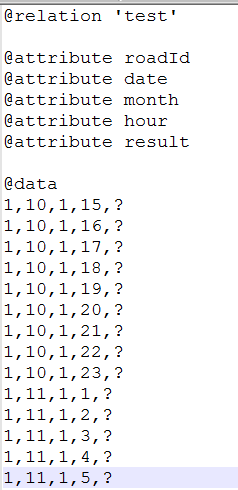 @relation 'test'
@attribute roadId
@attribute date
@attribute month
@attribute hour
@attribute result
@data
1,10,1,15,?
1,10,1,16,?
1,10,1,17,?
1,10,1,18,?
1,10,1,19,?
1,10,1,20,?
1,10,1,21,?
1,10,1,22,?
1,10,1,23,?
1,11,1,1,?
1,11,1,2,?
1,11,1,3,?
1,11,1,4,?
1,11,1,5,?